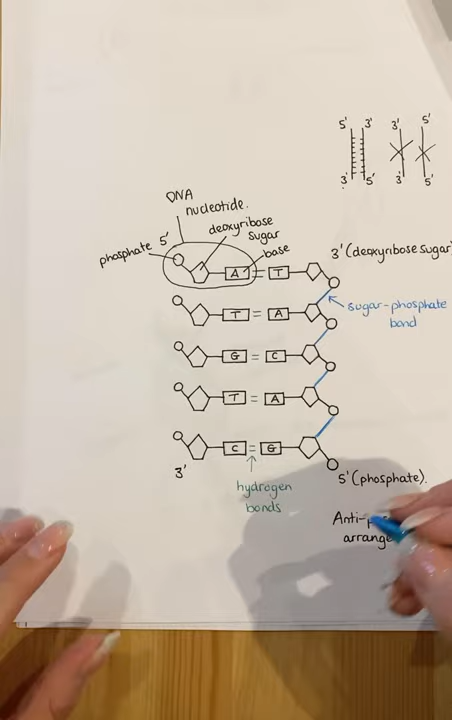 5' 3' 3' 5'
3' 5' 3' 5'
DNA
nucleotide.
deoxyribose
sugar
phosphate 5'
base
3' (deoxyribose sugar)
A = T
sugar-phosphate
bond
T = A
G = C
T = A
C = G
3'
5' (phosphate).
hydrogen
bonds
Anti-